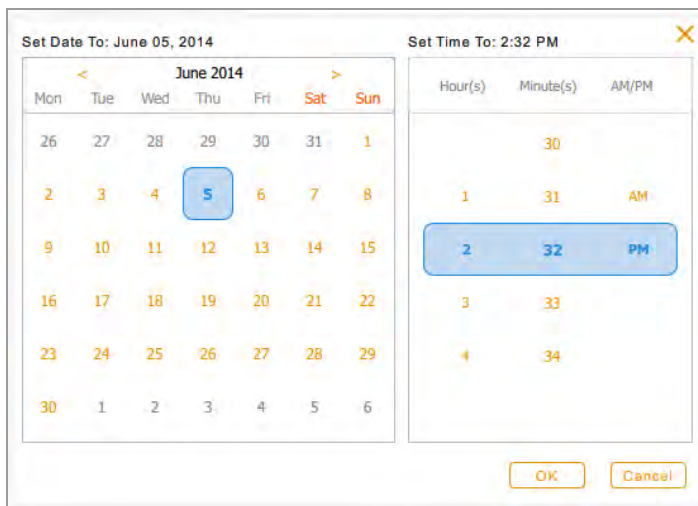 Set Date To: June 05, 2014
< June 2014 >
Mon Tue Wed Thu Fri Sat Sun
26 27 28 29 30 31 1
2 3 4 5 6 7 8
9 10 11 12 13 14 15
16 17 18 19 20 21 22
23 24 25 26 27 28 29
30 1 2 3 4 5 6
Set Time To: 2:32 PM
Hour(s) Minute(s) AM/PM
30
1 31 AM
2 32 PM
3 33
4 34
OK Cancel